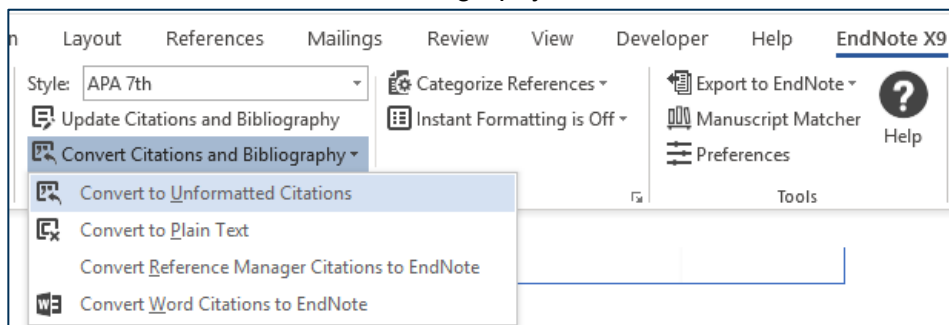 n Layout References Mailings Review View Developer Help EndNote X9
Style: APA 7th Categorize References Export to EndNote
Update Citations and Bibliography Instant Formatting is Off Manuscript Matcher Help
Convert Citations and Bibliography Preferences
Convert to Unformatted Citations Tools
Convert to Plain Text
Convert Reference Manager Citations to EndNote
Convert Word Citations to EndNote